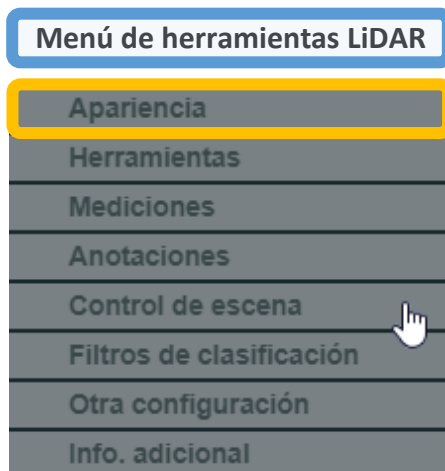 Menú de herramientas LiDAR
Apariencia
Herramientas
Mediciones
Anotaciones
Control de escena
Filtros de clasificación
Otra configuración
Info. adicional